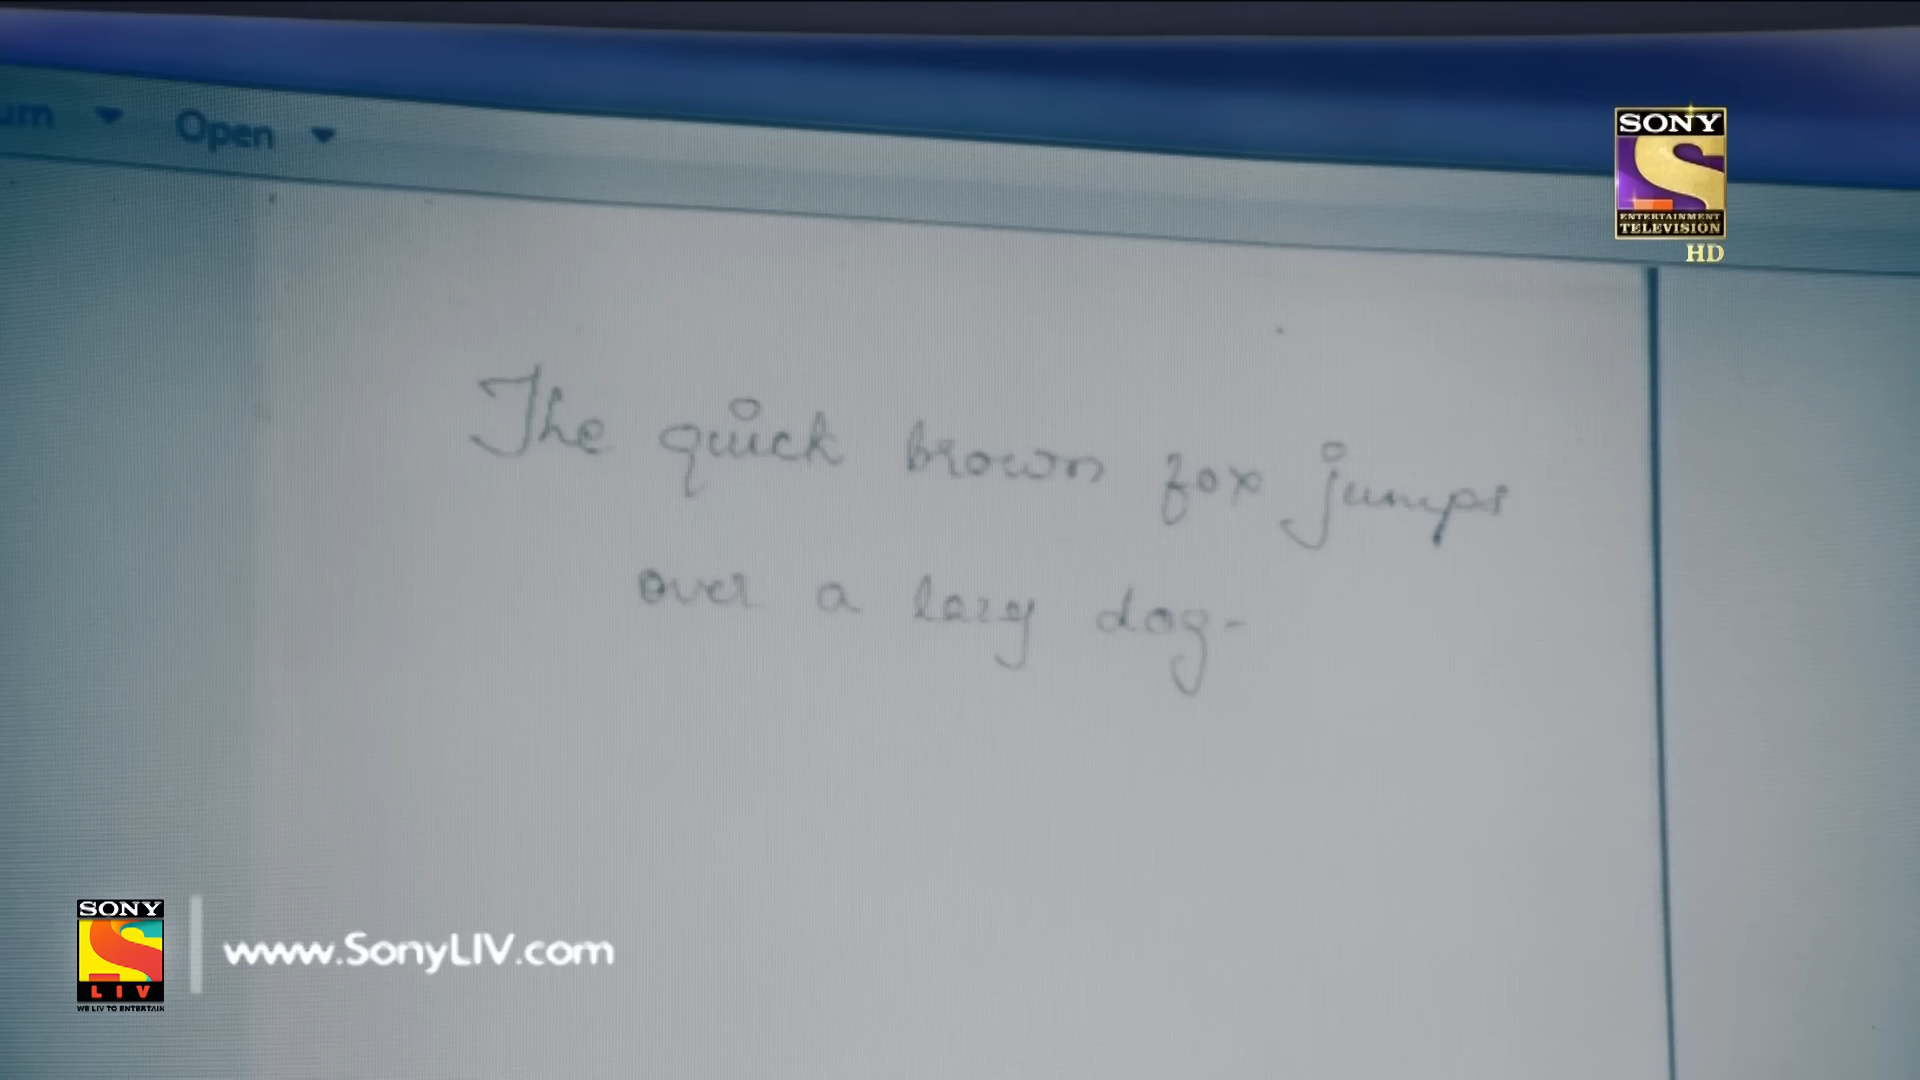 Open
SONY
ENTERTAINMENT
TELEVISION
HD
The quick brown fox jumps
over a lazy dog-
SONY
LIV
WE LIV TO ENTERTAIN
www.SonyLIV.com